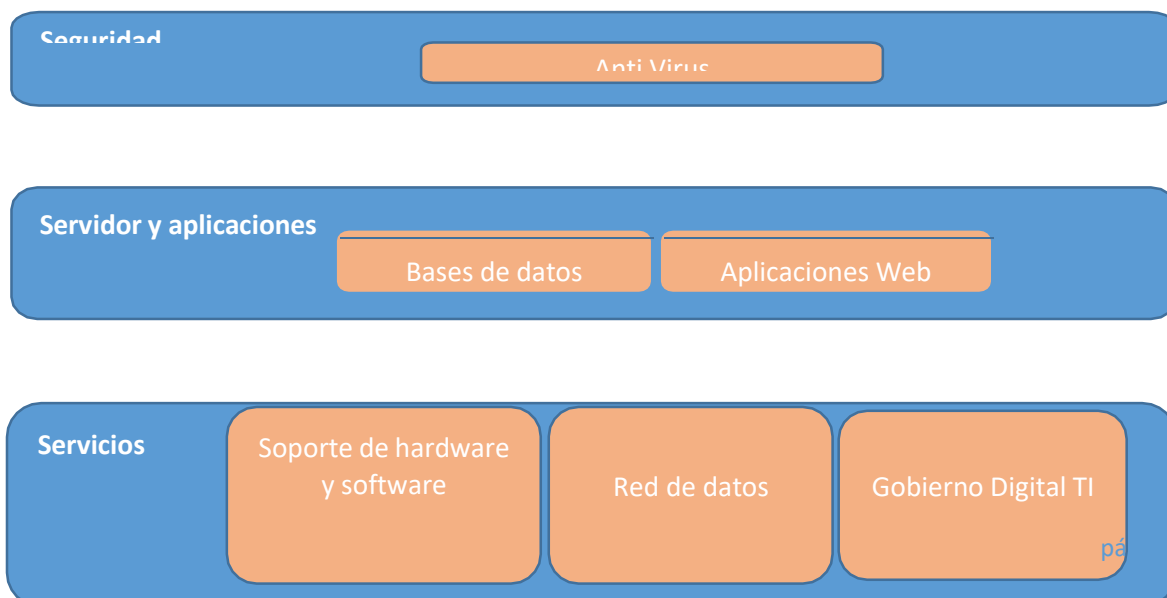 Seguridad
Anti Virus
Servidor y aplicaciones
Bases de datos
Aplicaciones Web
Servicios
Soporte de hardware
y software
Red de datos
Gobierno Digital TI
pá